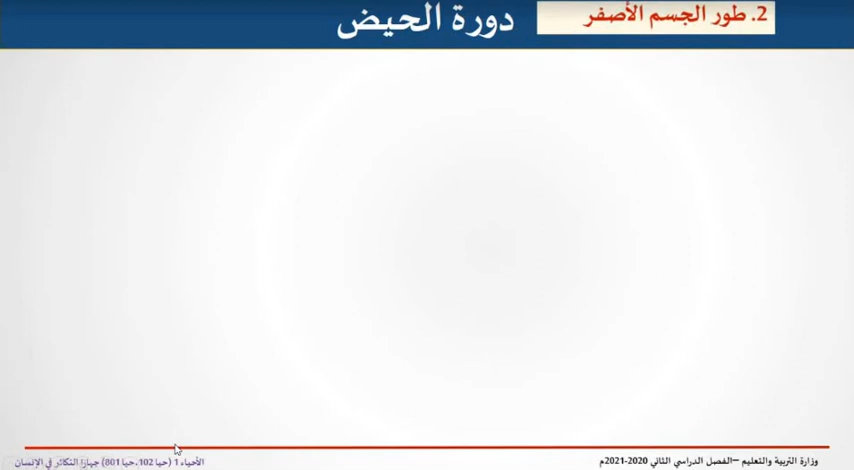 2. طور الجسم الأصفر
دورة الحيض
وزارة التربية والتعليم –الفصل الدراسي الثاني 2020-2021م
الأحياء 1 (حيا 102،حيا 801) جهازا التكاثر في الإنسان